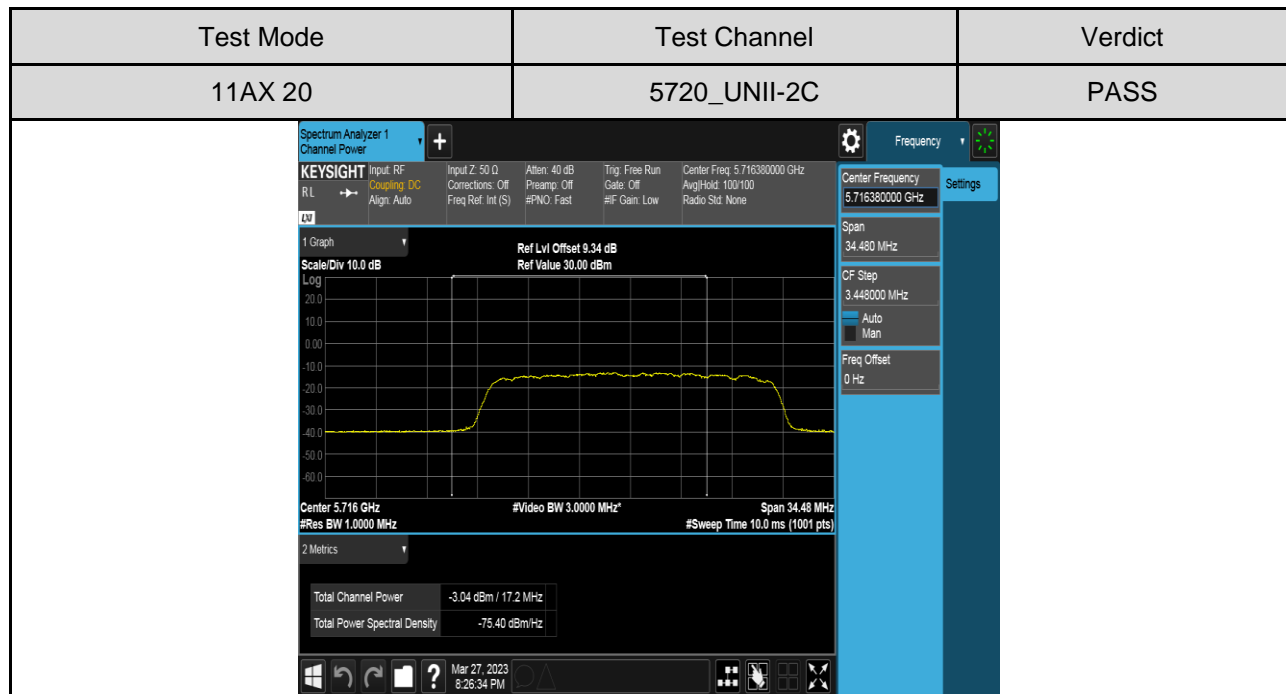 Test Mode Test Channel Verdict
11AX 20 5720_UNII-2C PASS
Spectrum Analyzer 1
Channel Power
+
Frequency
KEYSIGHT Input: RF Input Z: 50 Ω Atten: 40 dB Trig: Free Run Center Freq: 5.716380000 GHz
RL Coupling: DC Corrections: Off Preamp: Off Gate: Off Avg|Hold: 100/100
Align: Auto Freq Ref: Int (S) #PNO: Fast #IF Gain: Low Radio Std: None
LXI
Center Frequency
5.716380000 GHz
Settings
Span
34.480 MHz
CF Step
3.448000 MHz
Auto
Man
Freq Offset
0 Hz
1 Graph
Ref Lvl Offset 9.34 dB
Scale/Div 10.0 dB Ref Value 30.00 dBm
Log
20.0
10.0
0.00
-10.0
-20.0
-30.0
-40.0
-50.0
-60.0
Center 5.716 GHz #Video BW 3.0000 MHz* Span 34.48 MHz
#Res BW 1.0000 MHz #Sweep Time 10.0 ms (1001 pts)
2 Metrics
Total Channel Power -3.04 dBm / 17.2 MHz
Total Power Spectral Density -75.40 dBm/Hz
? Mar 27, 2023
8:26:34 PM